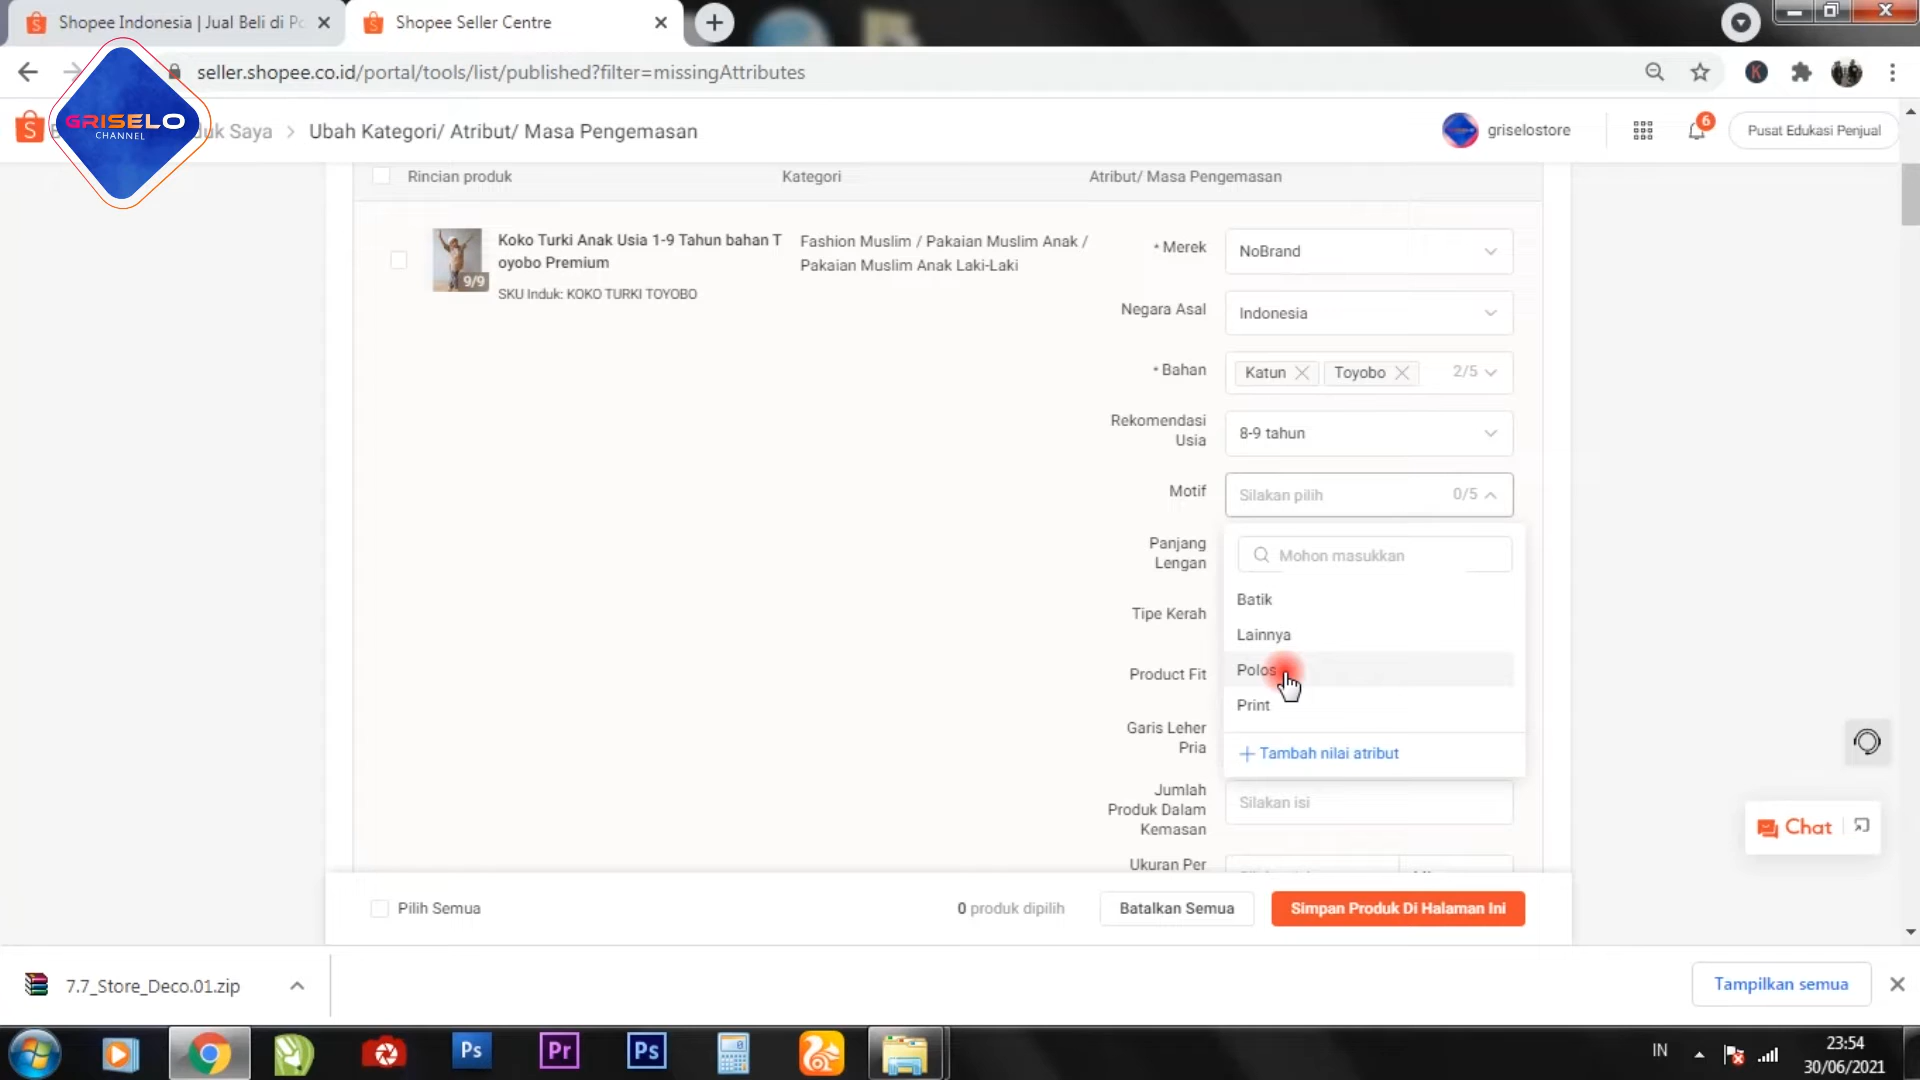 Shopee Indonesia | Jual Beli di Po
Shopee Seller Centre
seller.shopee.co.id/portal/tools/list/published?filter=missingAttributes
GRISELO
CHANNEL
uk Saya > Ubah Kategori/ Atribut/ Masa Pengemasan
griselostore
6
Pusat Edukasi Penjual
Rincian produk
Kategori
Atribut/ Masa Pengemasan
9/9
Koko Turki Anak Usia 1-9 Tahun bahan T
oyobo Premium
SKU Induk: KOKO TURKI TOYOBO
Fashion Muslim / Pakaian Muslim Anak /
Pakaian Muslim Anak Laki-Laki
* Merek
NoBrand
Negara Asal
Indonesia
* Bahan
Katun
Toyobo
2/5
Rekomendasi
Usia
8-9 tahun
Motif
Silakan pilih
0/5
Mohon masukkan
Batik
Lainnya
Polos
Print
+ Tambah nilai atribut
Panjang
Lengan
Tipe Kerah
Product Fit
Garis Leher
Pria
Jumlah
Produk Dalam
Kemasan
Silakan isi
Ukuran Per
Chat
Pilih Semua
0 produk dipilih
Batalkan Semua
Simpan Produk Di Halaman Ini
7.7_Store_Deco.01.zip
Tampilkan semua
Ps
Pr
Ps
IN
23:54
30/06/2021